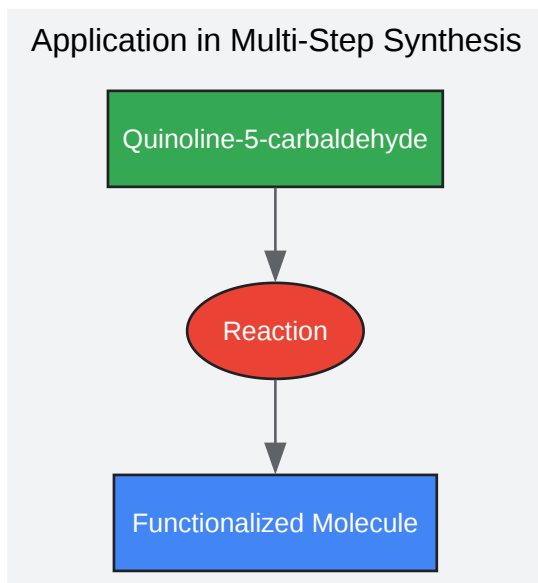 Application in Multi-Step Synthesis
Quinoline-5-carbaldehyde
Reaction
Functionalized Molecule